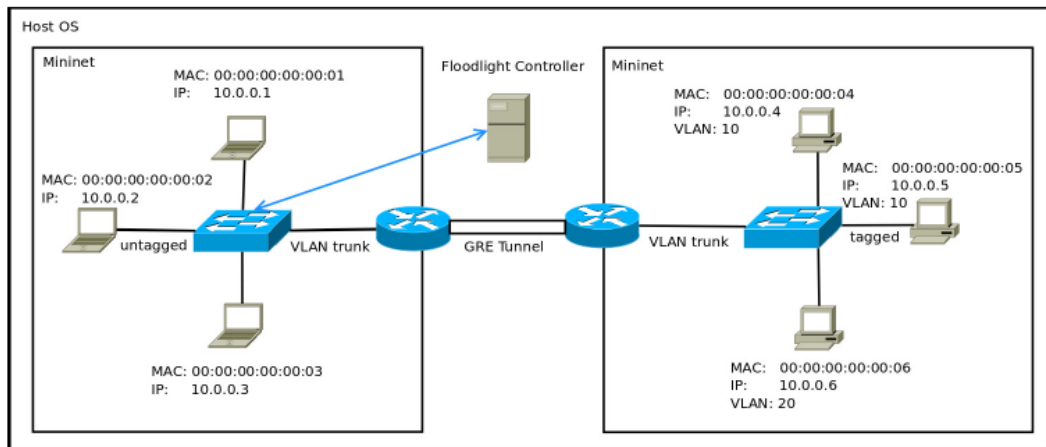 Host OS
Mininet
MAC: 00:00:00:00:00:01
IP: 10.0.0.1
Floodlight Controller
Mininet
MAC: 00:00:00:00:00:04
IP: 10.0.0.4
VLAN: 10
MAC: 00:00:00:00:00:02
IP: 10.0.0.2
MAC: 00:00:00:00:00:05
IP: 10.0.0.5
VLAN: 10
untagged
VLAN trunk
GRE Tunnel
VLAN trunk
tagged
MAC: 00:00:00:00:00:03
IP: 10.0.0.3
MAC: 00:00:00:00:00:06
IP: 10.0.0.6
VLAN: 20